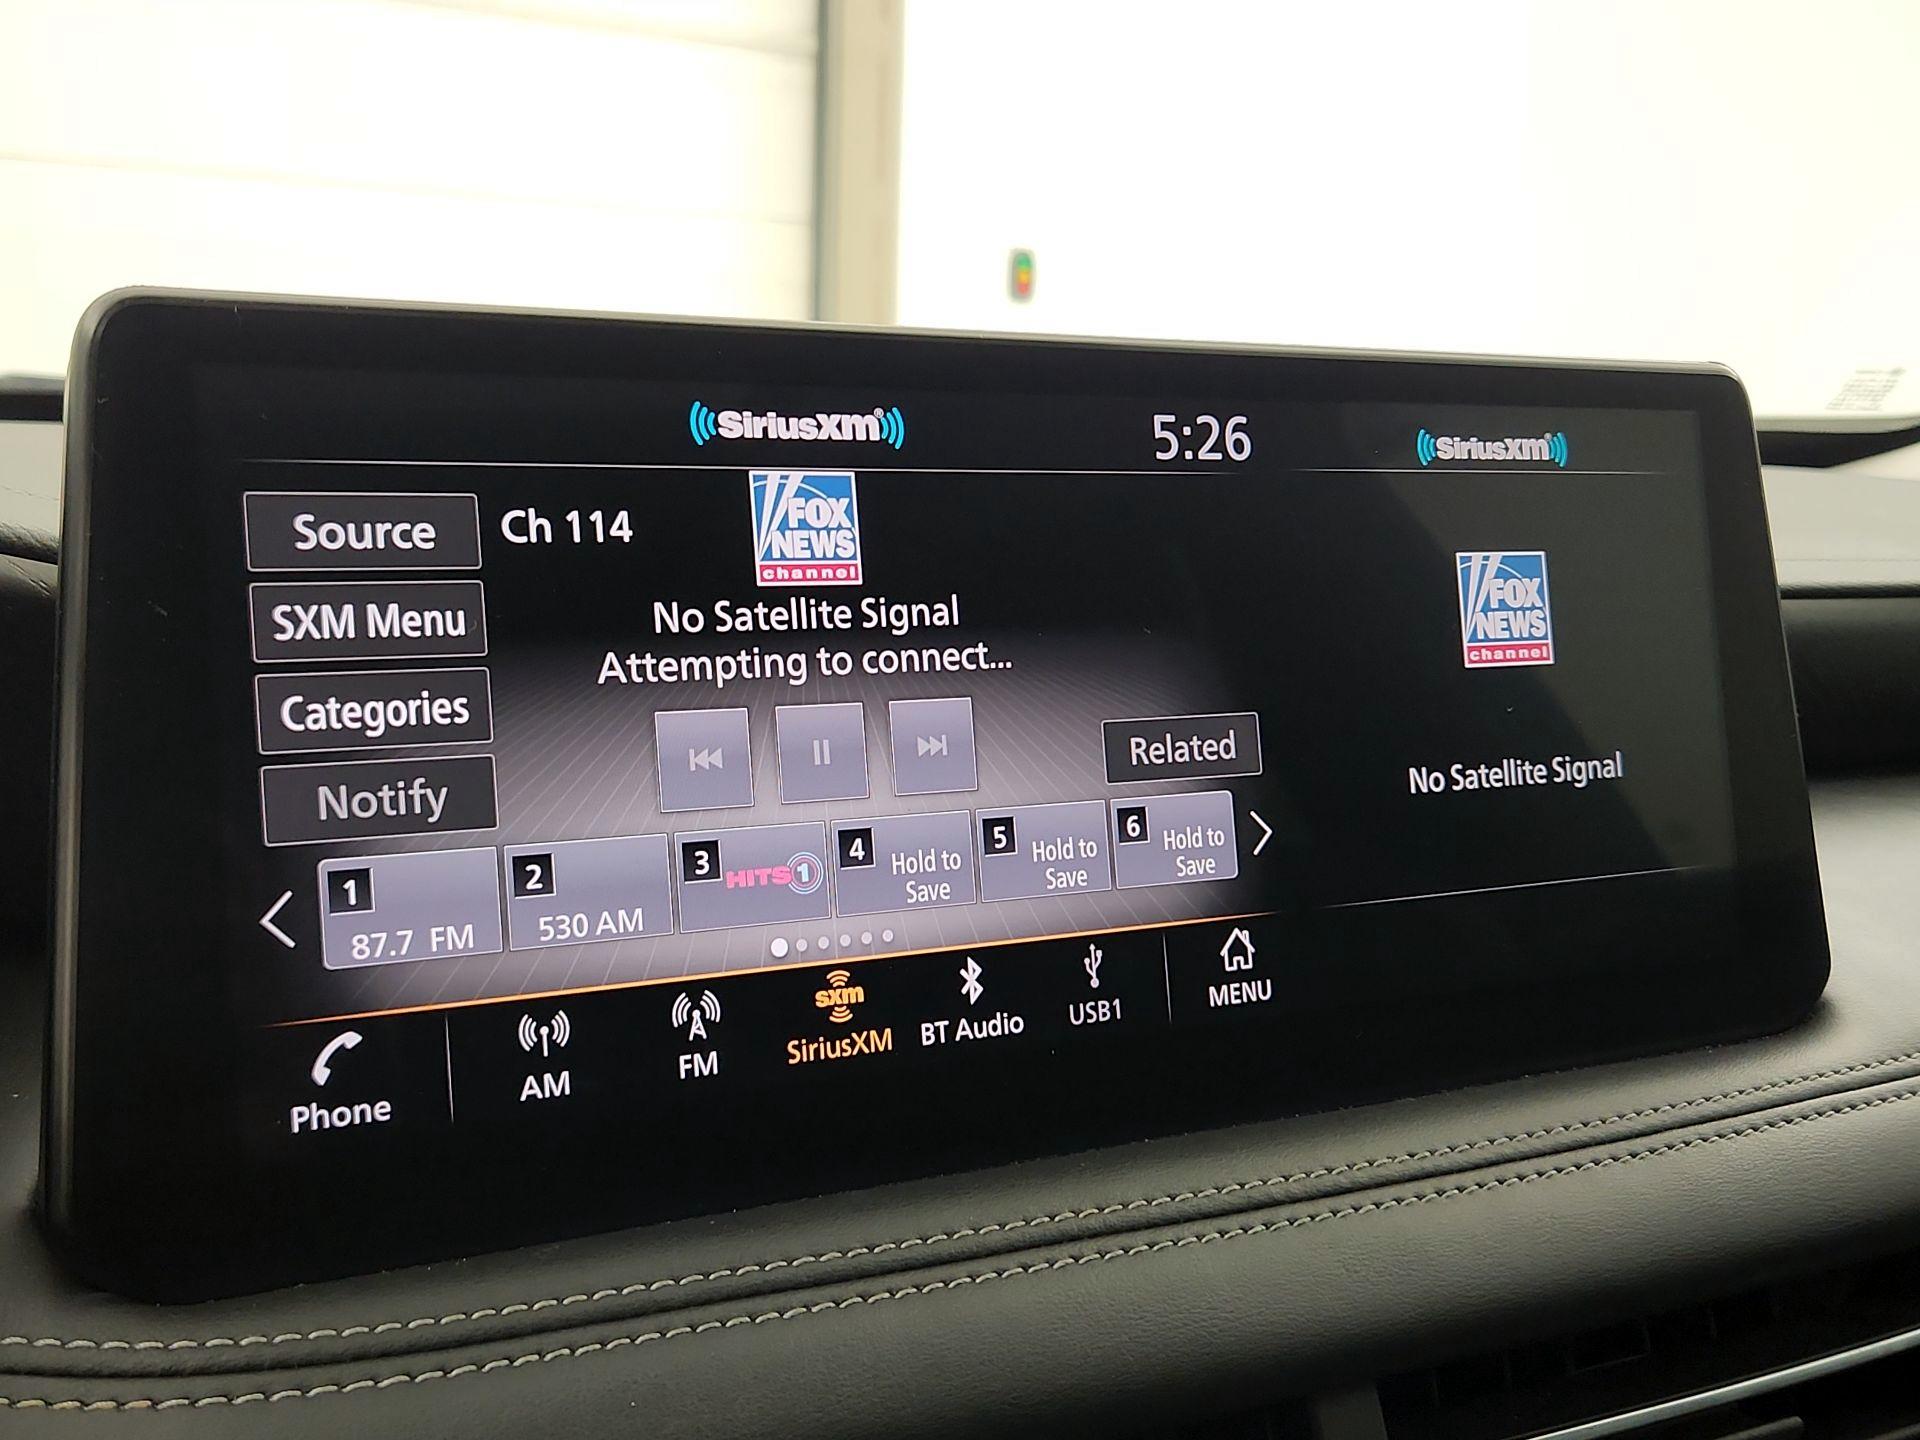 SiriusXM®
5:26
SiriusXM
Source
Ch 114
FOX
NEWS
channel
SXM Menu
No Satellite Signal
Attempting to connect...
Categories
Notify
Related
1
87.7 FM
2
530 AM
3
HITS 1
4
Hold to
Save
5
Hold to
Save
6
Hold to
Save
FOX
NEWS
channel
No Satellite Signal
Phone
AM
FM
sxm
SiriusXM
BT Audio
USB1
MENU